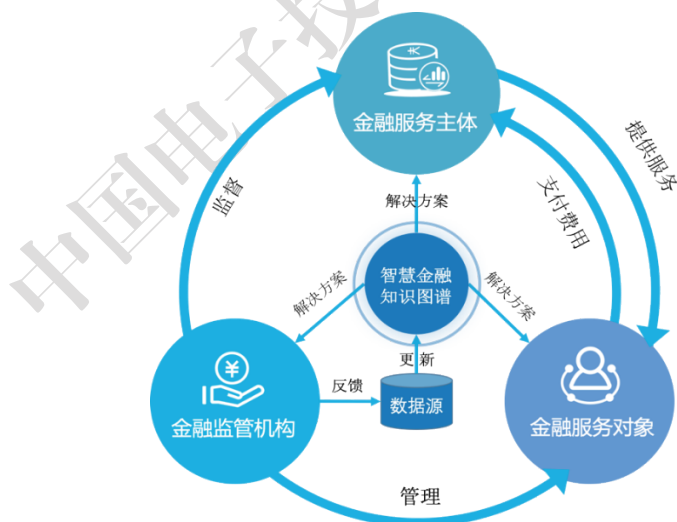 中国电子技
金融服务主体
提供服务
支付费用
监督
解决方案
智慧金融
知识图谱
解决方案
解决方案
更新
反馈
数据源
金融监管机构
金融服务对象
管理